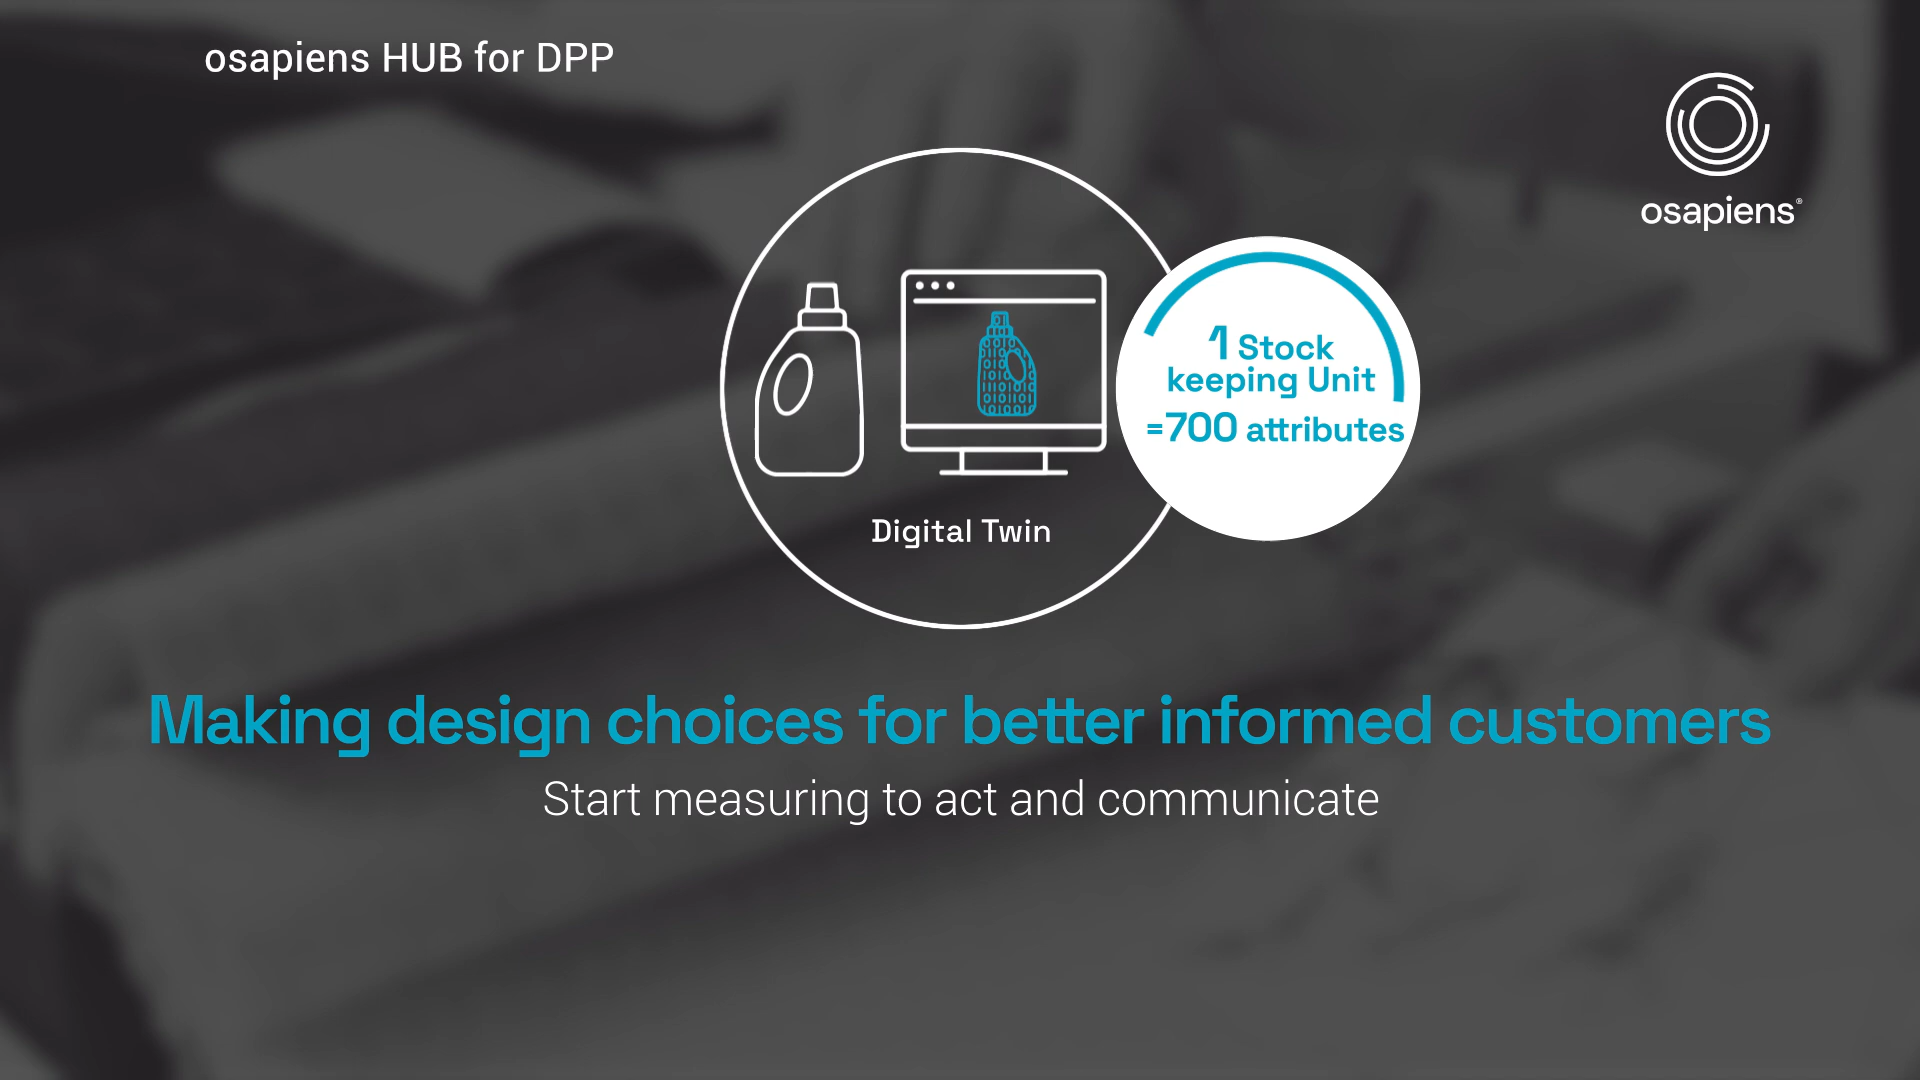 osapiens HUB for DPP
osapiens®
1 Stock
keeping Unit
=700 attributes
Digital Twin
Making design choices for better informed customers
Start measuring to act and communicate